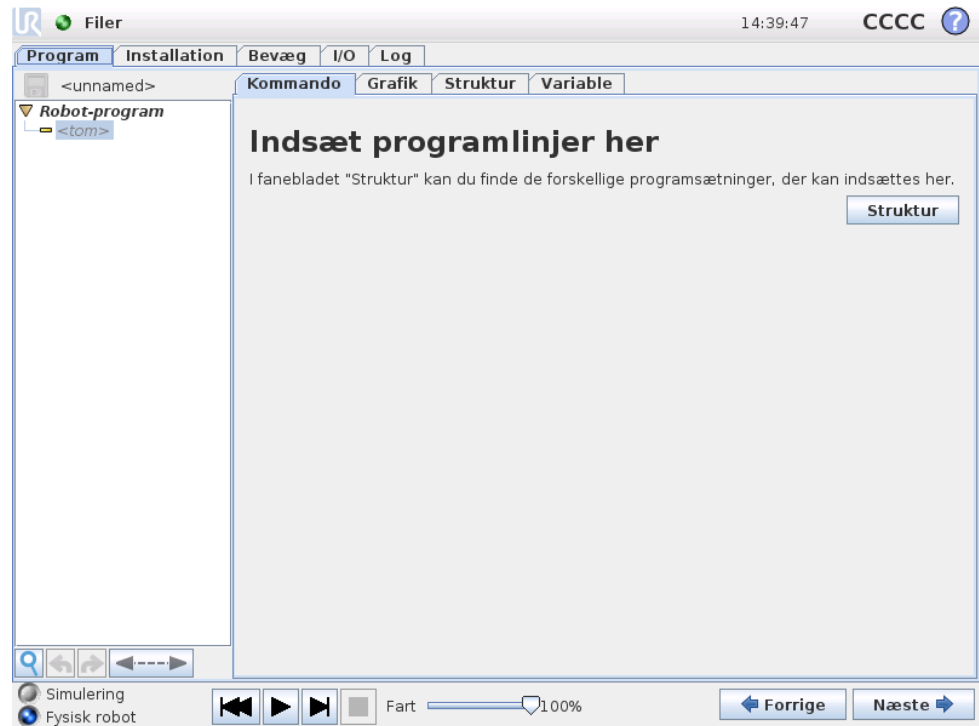 UR Filer 14:39:47 CCCC ?
Program Installation Bevæg I/O Log
<unnamed>
Kommando Grafik Struktur Variable
Robot-program
<tom>
Indsæt programlinjer her
I fanebladet "Struktur" kan du finde de forskellige programsætninger, der kan indsættes her.
Struktur
Simulering
Fysisk robot
Fart 100%
Forrige Næste